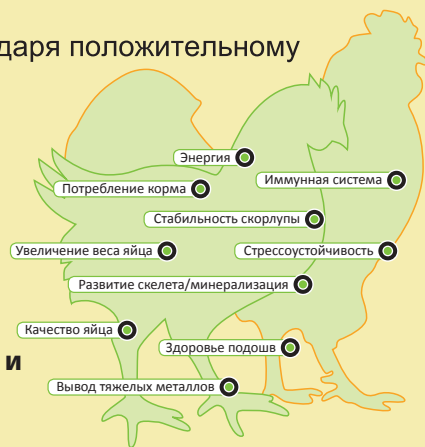 даря положительному
Энергия
Иммунная система
Потребление корма
Стабильность скорлупы
Увеличение веса яйца
Стрессоустойчивость
Развитие скелета/минерализация
Качество яйца
Здоровье подошв
и
Вывод тяжелых металлов